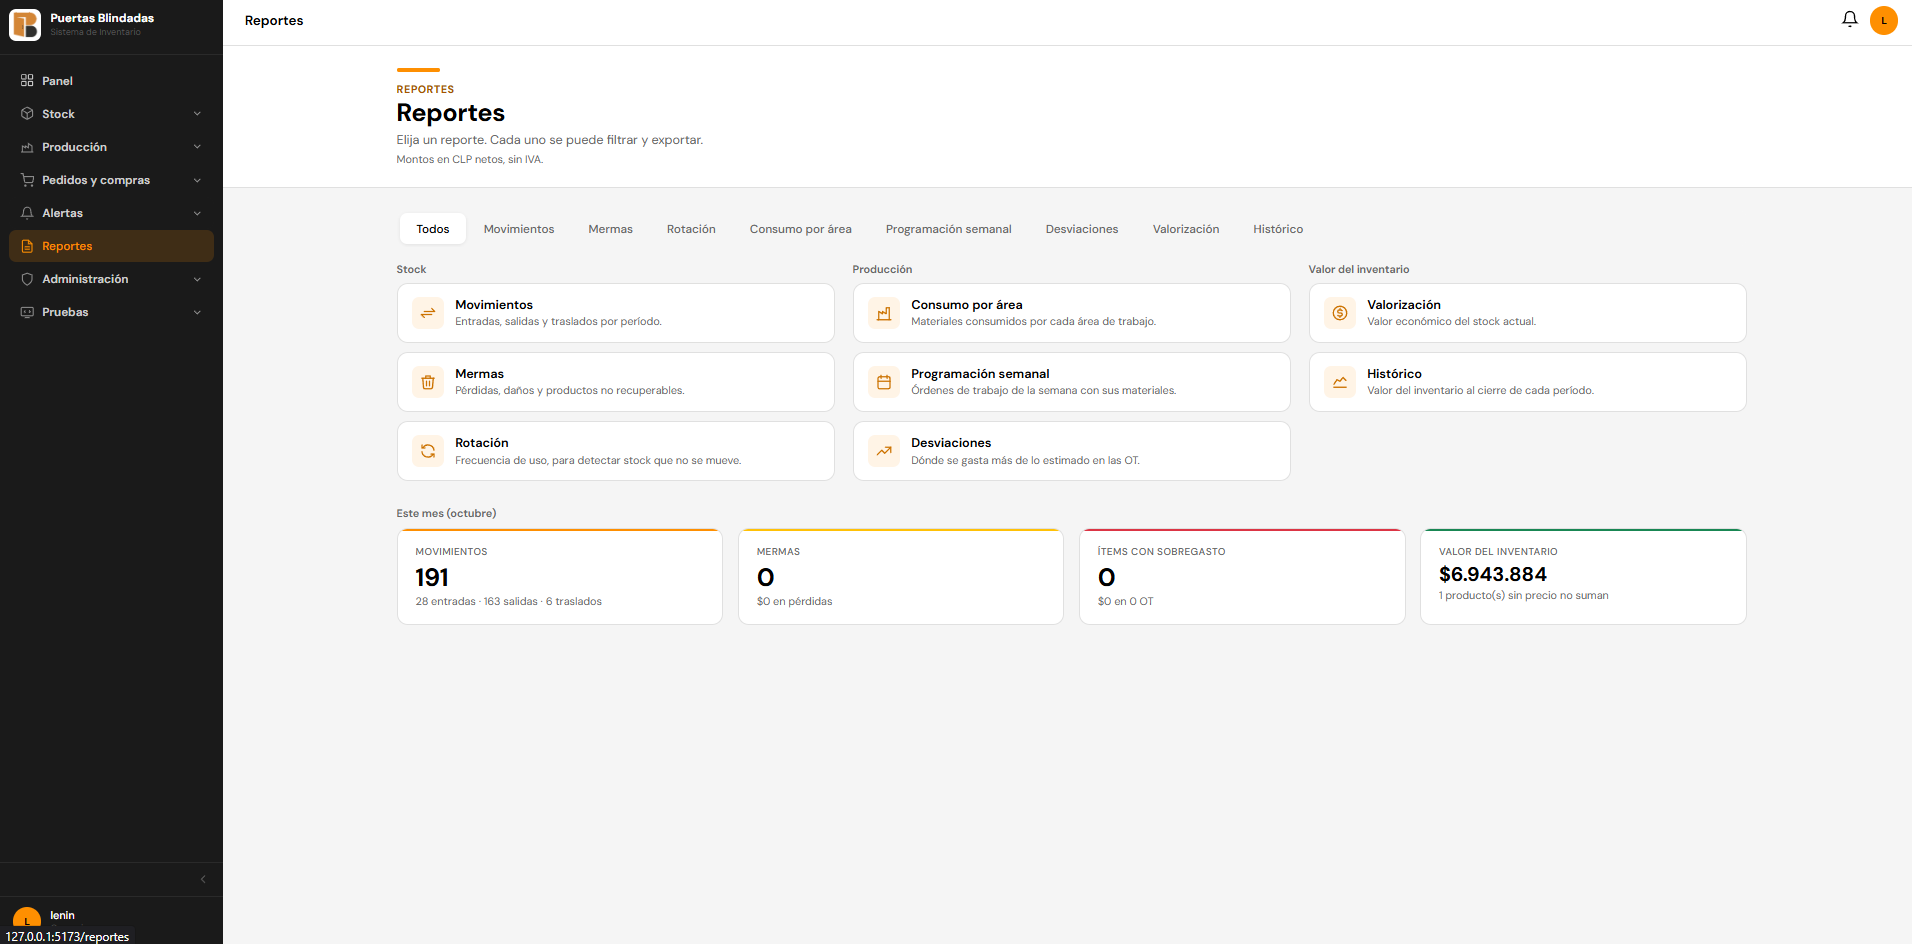 Puertas Blindadas
Sistema de Inventario
Panel
Stock
Producción
Pedidos y compras
Alertas
Reportes
Administración
Pruebas
L
lenin
127.0.0.1:5173/reportes
Reportes
L
REPORTES
Reportes
Elija un reporte. Cada uno se puede filtrar y exportar.
Montos en CLP netos, sin IVA.
Todos Movimientos Mermas Rotación Consumo por área Programación semanal Desviaciones Valorización Histórico
Stock
Movimientos
Entradas, salidas y traslados por período.
Mermas
Pérdidas, daños y productos no recuperables.
Rotación
Frecuencia de uso, para detectar stock que no se mueve.
Producción
Consumo por área
Materiales consumidos por cada área de trabajo.
Programación semanal
Órdenes de trabajo de la semana con sus materiales.
Desviaciones
Dónde se gasta más de lo estimado en las OT.
Valor del inventario
Valorización
Valor económico del stock actual.
Histórico
Valor del inventario al cierre de cada período.
Este mes (octubre)
MOVIMIENTOS
191
28 entradas · 163 salidas · 6 traslados
MERMAS
0
$0 en pérdidas
ÍTEMS CON SOBREGASTO
0
$0 en 0 OT
VALOR DEL INVENTARIO
$6.943.884
1 producto(s) sin precio no suman